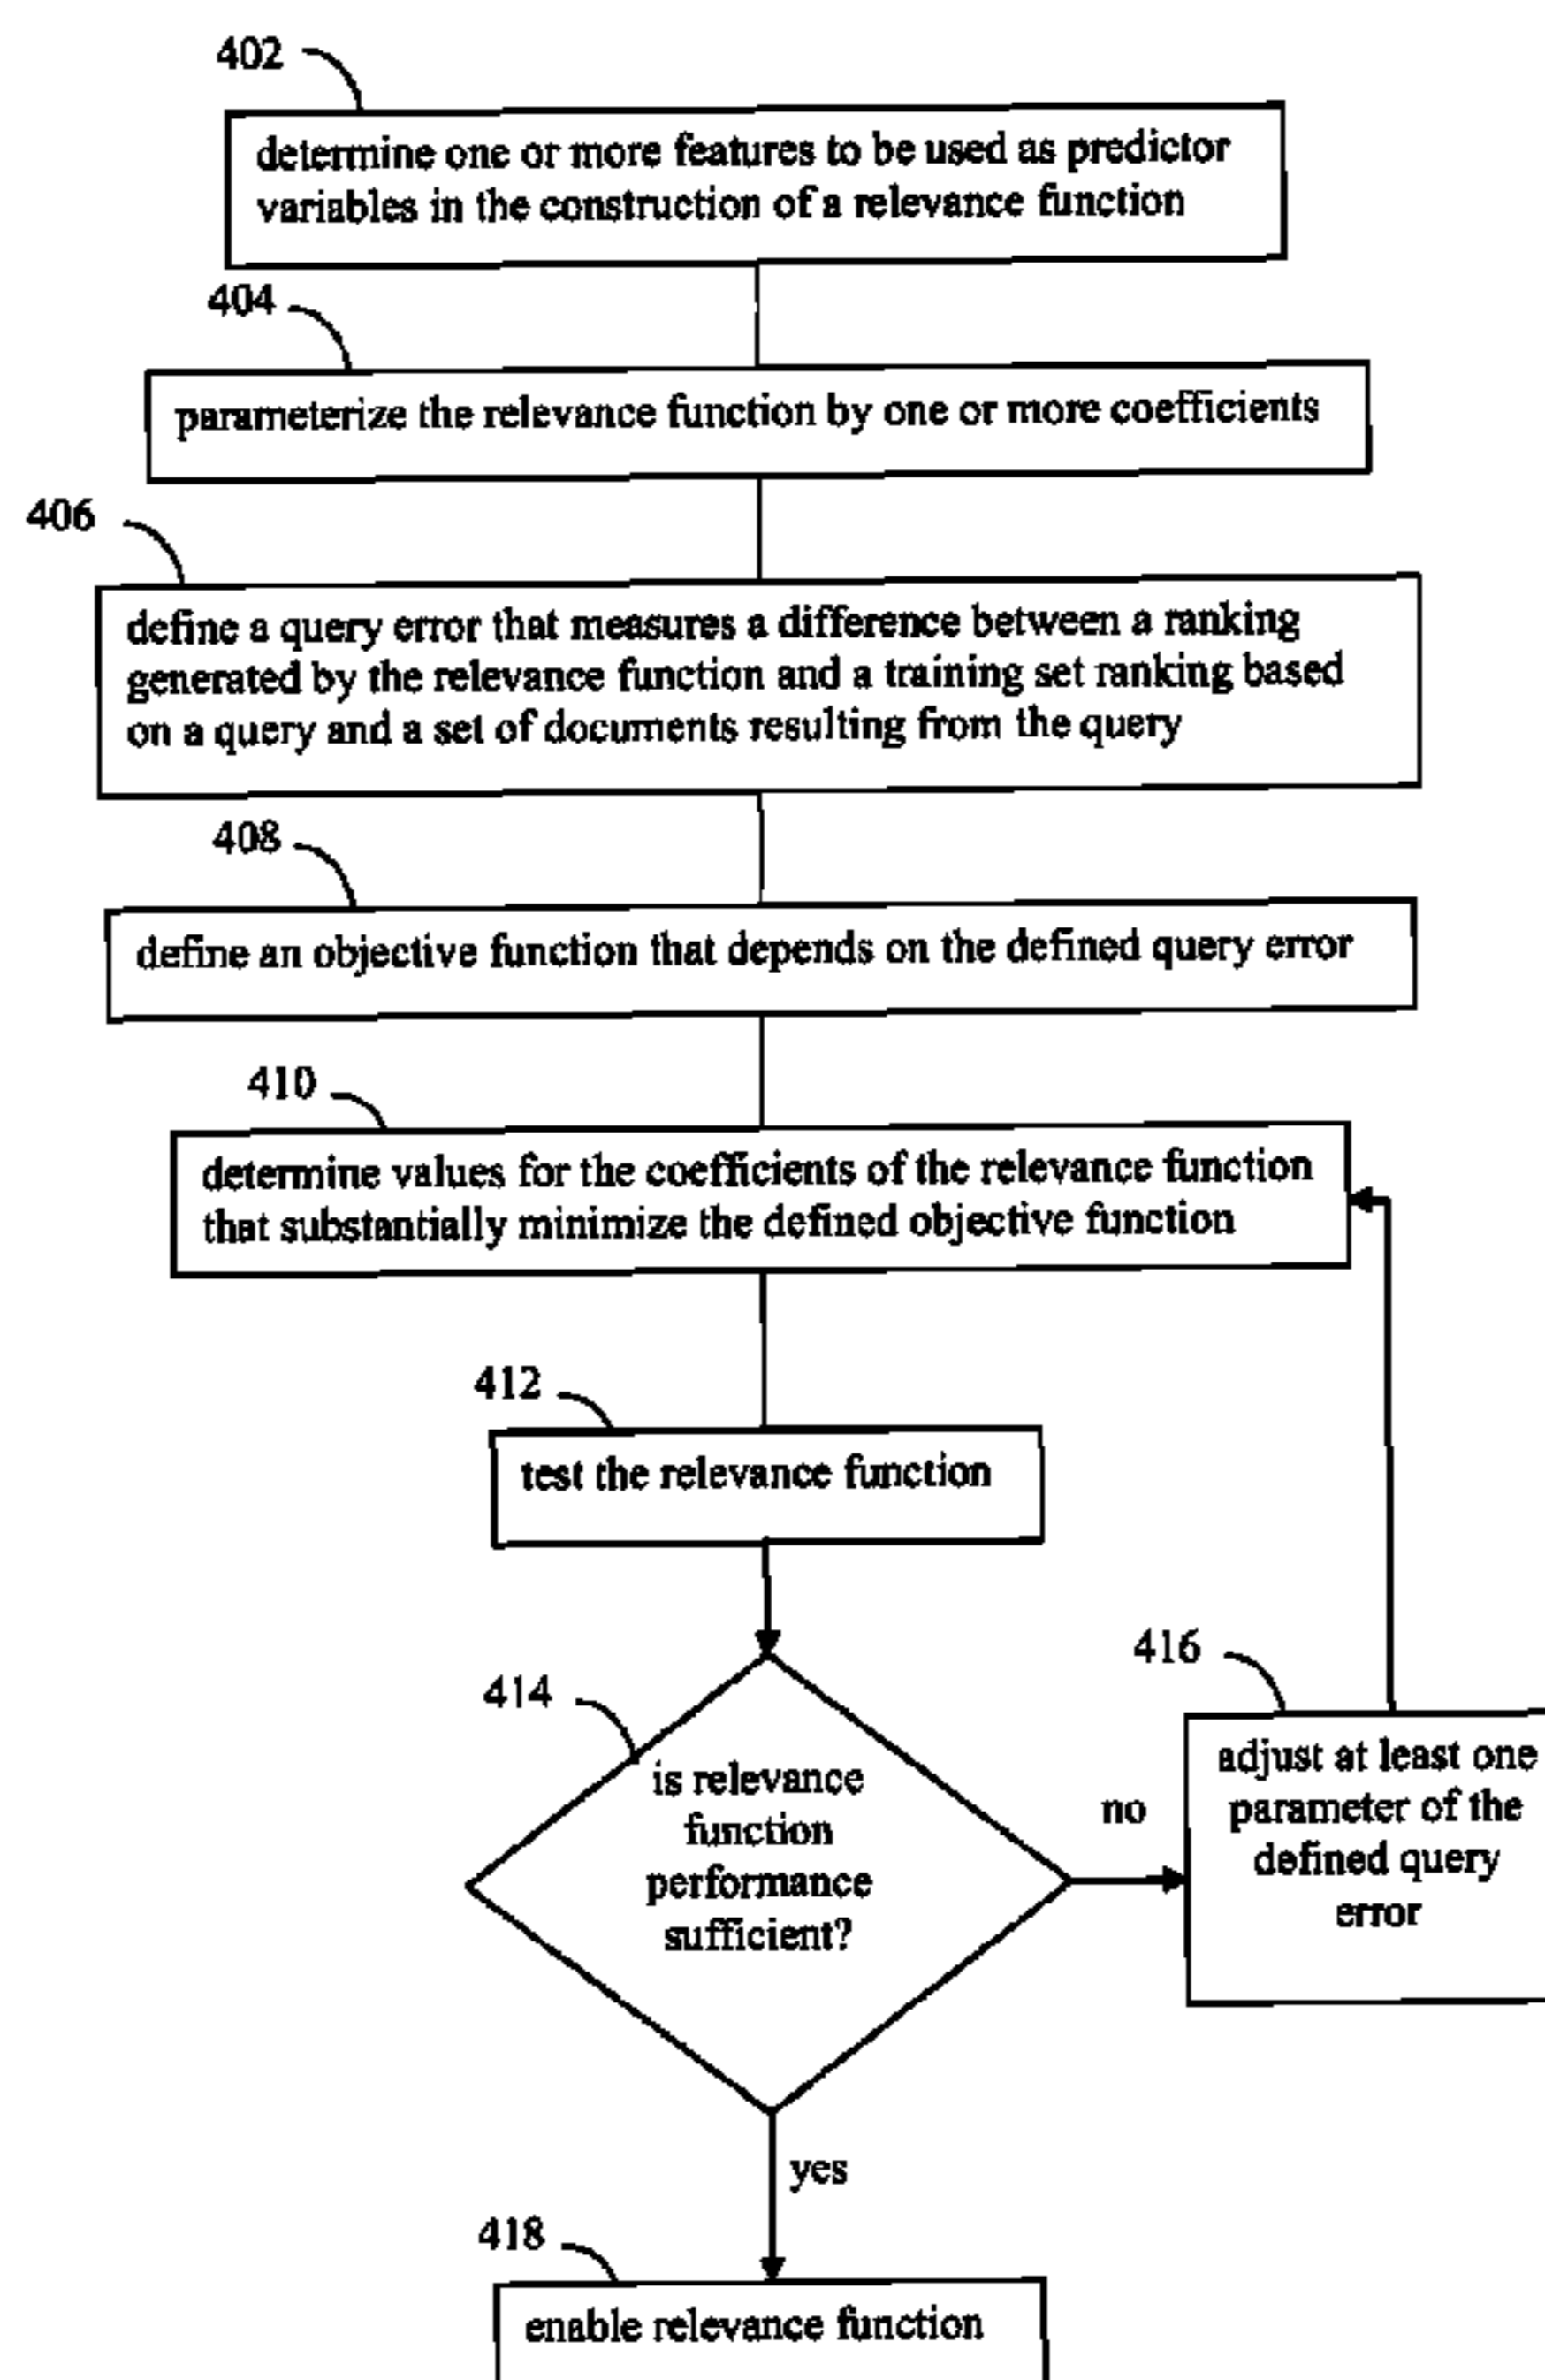 402
determine one or more features to be used as predictor
variables in the construction of a relevance function
404
parameterize the relevance function by one or more coefficients
406
define a query error that measures a difference between a ranking
generated by the relevance function and a training set ranking based
on a query and a set of documents resulting from the query
408
define an objective function that depends on the defined query error
410
determine values for the coefficients of the relevance function
that substantially minimize the defined objective function
412
test the relevance function
414
is relevance
function
performance
sufficient?
no
416
adjust at least one
parameter of the
defined query
error
yes
418
enable relevance function